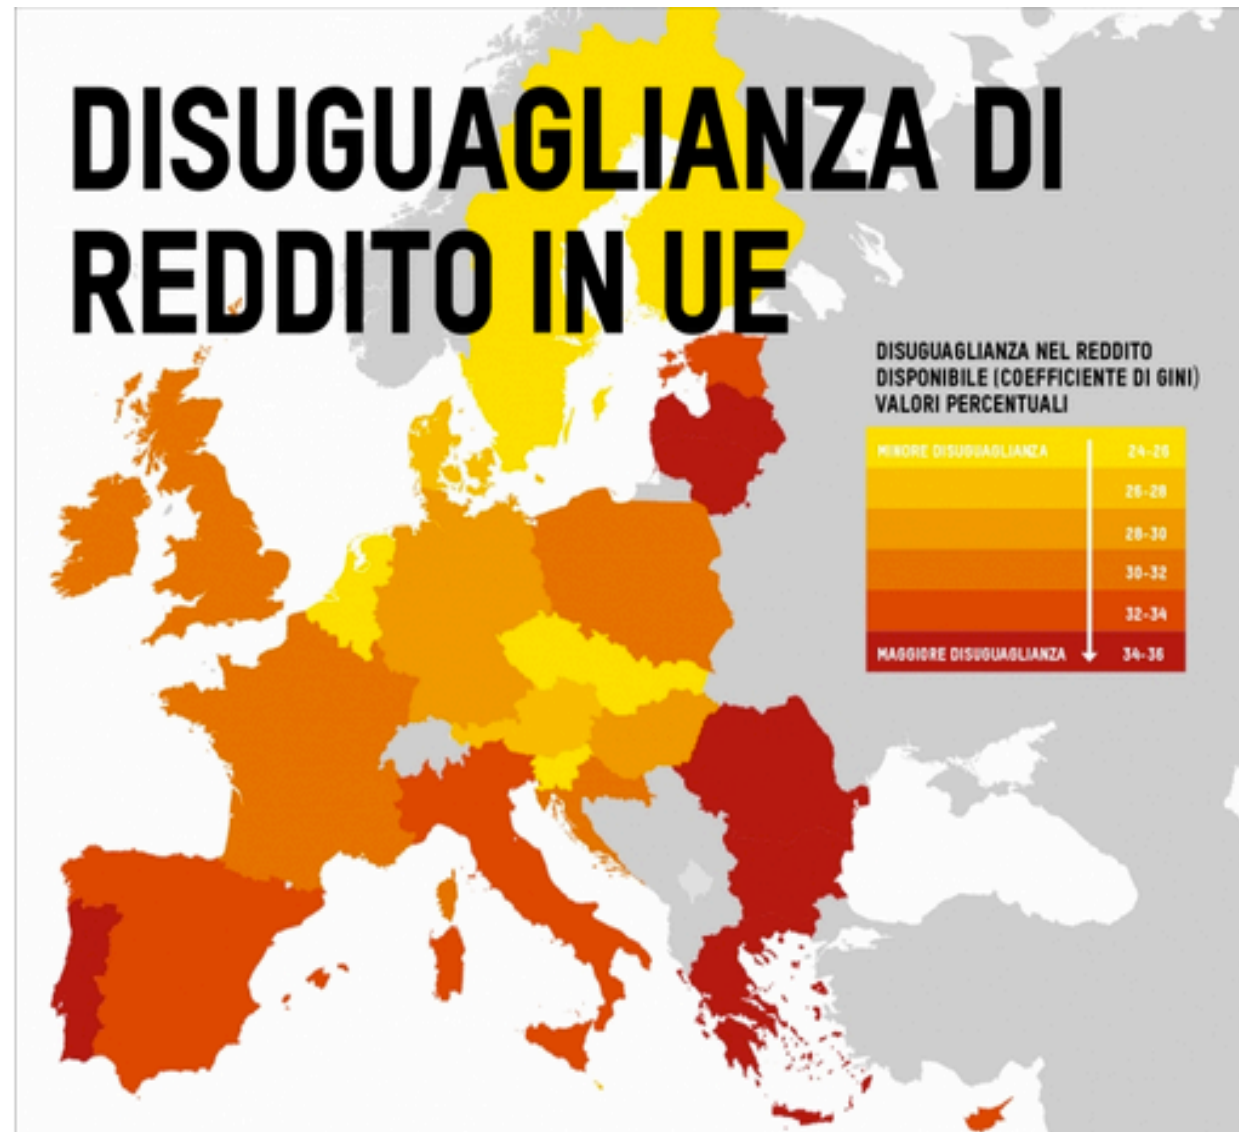 DISUGUAGLIANZA DI
REDDITO IN UE
DISUGUAGLIANZA NEL REDDITO
DISPONIBILE (COEFFICIENTE DI GINI)
VALORI PERCENTUALI
MINORE DISUGUAGLIANZA 24-26
26-28
28-30
30-32
32-34
MAGGIORE DISUGUAGLIANZA 34-36